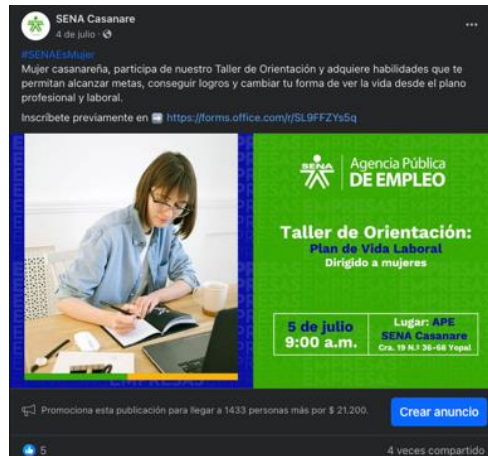 SENA Casanare
4 de julio
#SENAEsMujer
Mujer casanareña, participa de nuestro Taller de Orientación y adquiere habilidades que te
permitan alcanzar metas, conseguir logros y cambiar tu forma de ver la vida desde el plano
profesional y laboral.
Inscríbete previamente en ➡️ https://forms.office.com/r/SL9FFZYs5q
SENA
Agencia Pública
DE EMPLEO
Taller de Orientación:
Plan de Vida Laboral
Dirigido a mujeres
5 de julio
9:00 a.m.
Lugar: APE
SENA Casanare
Cra. 19 N.º 36-68 Yopal
EMPRESAS
Promociona esta publicación para llegar a 1433 personas más por $ 21.200.
Crear anuncio
5
4 veces compartido